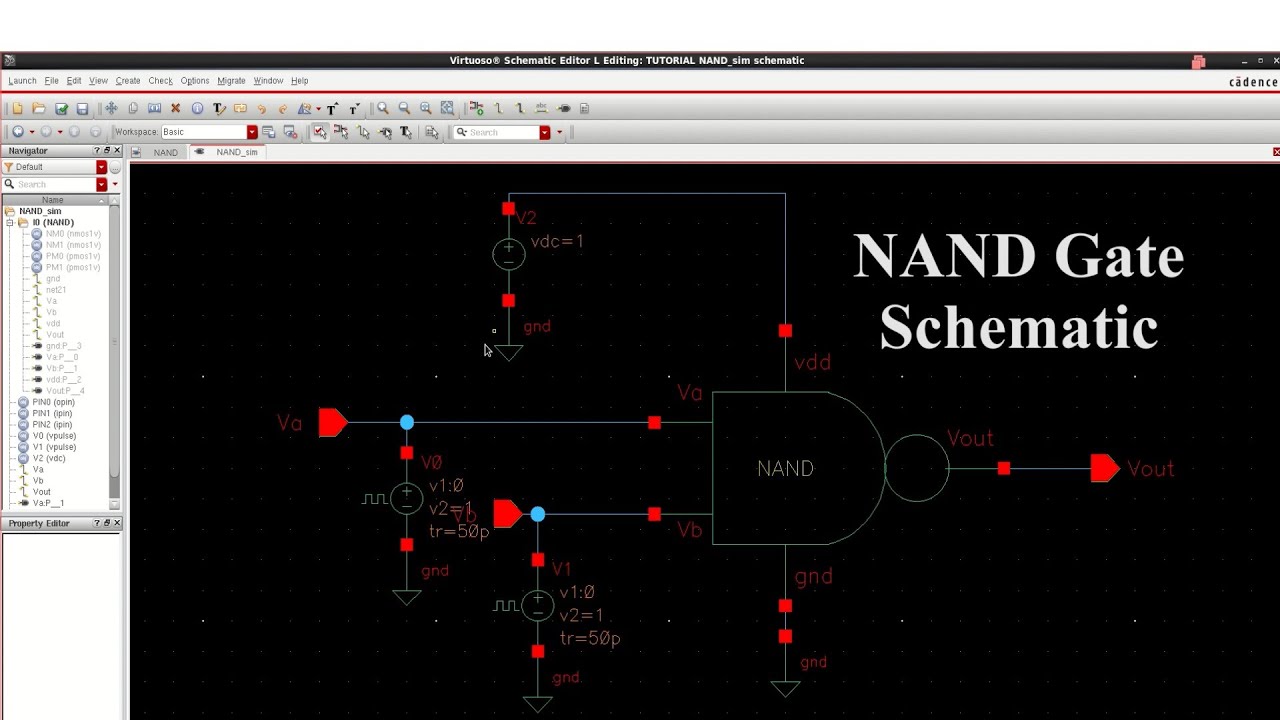 Virtuoso® Schematic Editor L Editing: TUTORIAL NAND_sim schematic
Launch File Edit View Create Check Options Migrate Window Help
cādence
Workspace: Basic
Search
Navigator
NAND
NAND_sim
Default
Search
Name
NAND_sim
I0 (NAND)
NM0 (nmos1v)
NM1 (nmos1v)
PM0 (pmos1v)
PM1 (pmos1v)
gnd
net21
Va
Vb
vdd
Vout
gnd:P__3
Va:P__0
Vb:P__1
vdd:P__2
Vout:P__4
PIN0 (opin)
PIN1 (ipin)
PIN2 (ipin)
V0 (vpulse)
V1 (vpulse)
V2 (vdc)
Va
Vb
Vout
Va:P__1
Property Editor
V2
vdc=1
gnd
NAND Gate
Schematic
vdd
Va
Va
V0
v1:0
v2=1
tr=50p
gnd
Vb
Vb
V1
v1:0
v2=1
tr=50p
gnd
NAND
Vout
Vout
gnd
gnd